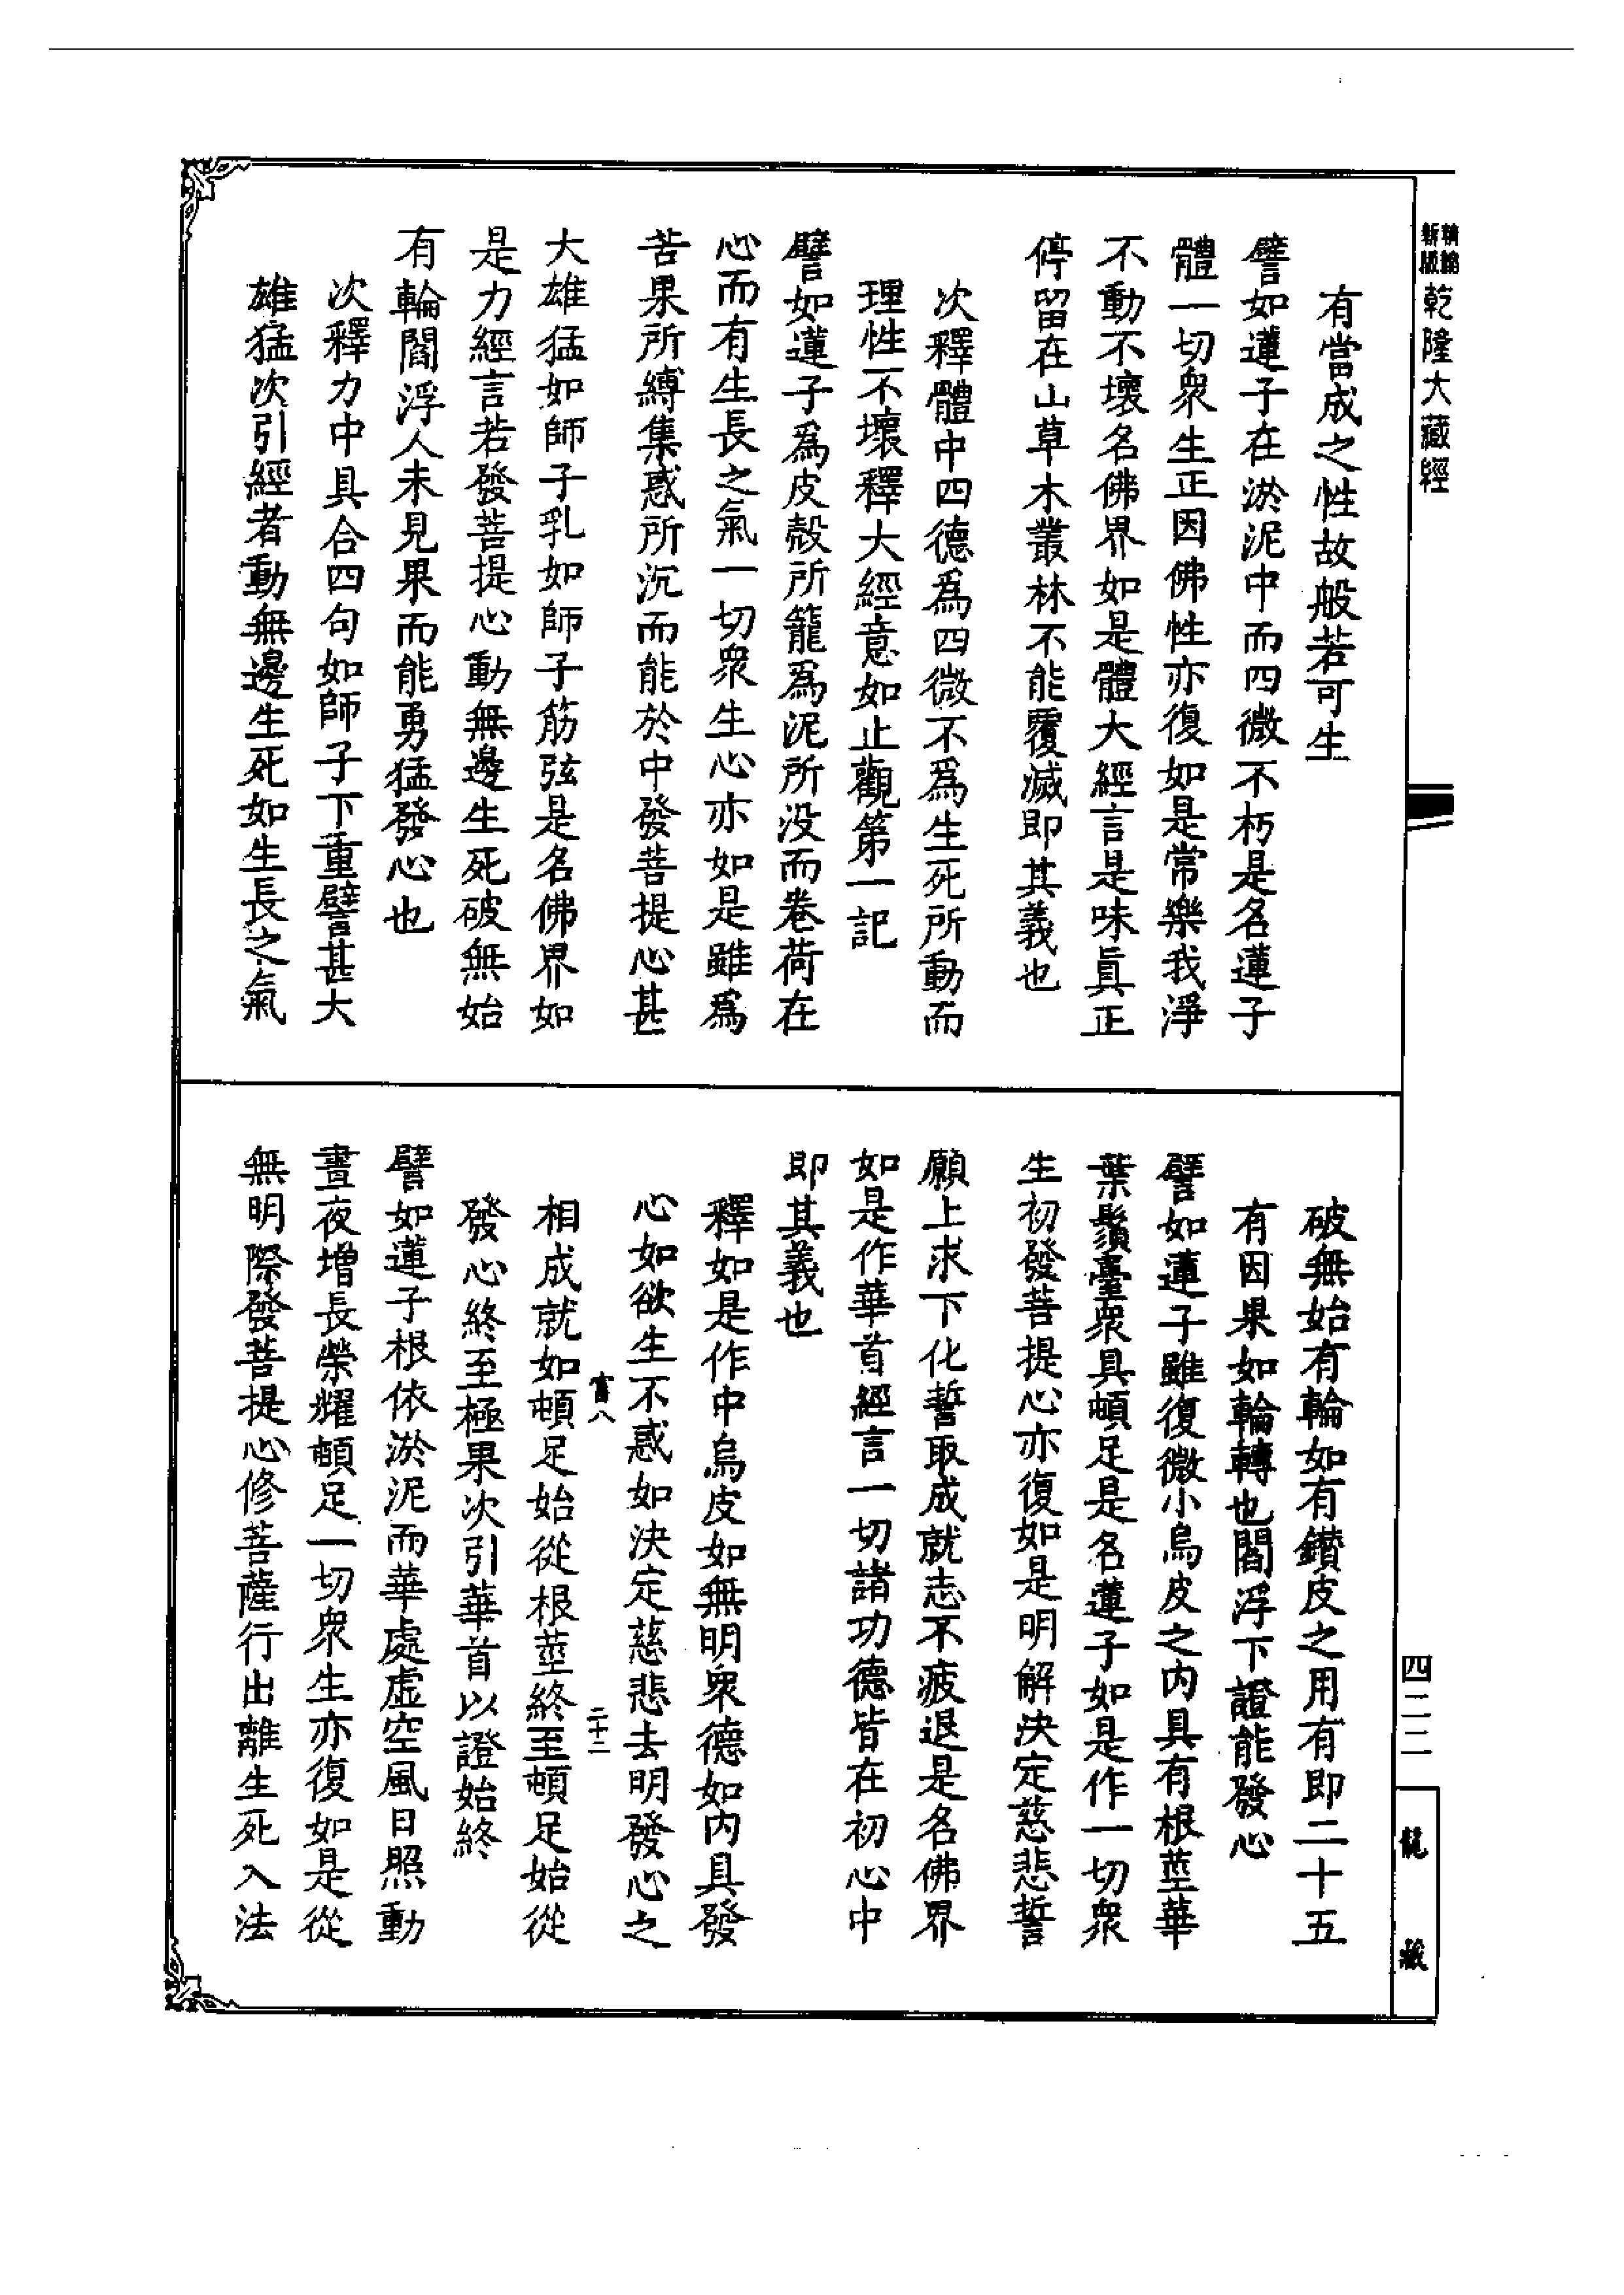 精縮
新版
乾隆大藏經
有當成之性故般若可生
譬如蓮子在淤泥中而四微不朽是名蓮子
體一切衆生正因佛性亦復如是常樂我淨
不動不壞名佛界如是體大經言是味眞正
停留在山草木叢林不能覆滅即其義也
次釋體中四德爲四微不爲生死所動而
理性不壞釋大經意如止觀第一記
譬如蓮子爲皮殼所籠爲泥所没而卷荷在
心而有生長之氣一切衆生心亦如是雖爲
苦果所縛集惑所沉而能於中發菩提心甚
大雄猛如師子乳如師子筋弦是名佛界如
是力經言若發菩提心動無邊生死破無始
有輪閻浮人未見果而能勇猛發心也
次釋力中具合四句如師子下重譬甚大
雄猛次引經者動無邊生死如生長之氣
破無始有輪如有鑚皮之用有即二十五
有因果如輪轉也閻浮下證能發心
譬如蓮子雖復微小烏皮之内具有根莖華
葉鬚臺衆具頓足是名蓮子如是作一切衆
生初發菩提心亦復如是明解決定慈悲誓
願上求下化誓取成就志不疲退是名佛界
如是作華首經言一切諸功德皆在初心中
即其義也
釋如是作中烏皮如無明衆德如内具發
心如欲生不惑如決定慈悲去明發心之
富八
二十二
相成就如頓足始從根莖終至頓足始從
發心終至極果次引華首以證始終
譬如蓮子根依淤泥而華處虛空風日照動
晝夜增長榮耀頓足一切衆生亦復如是從
無明際發菩提心修菩薩行出離生死入法
四二二
龍藏